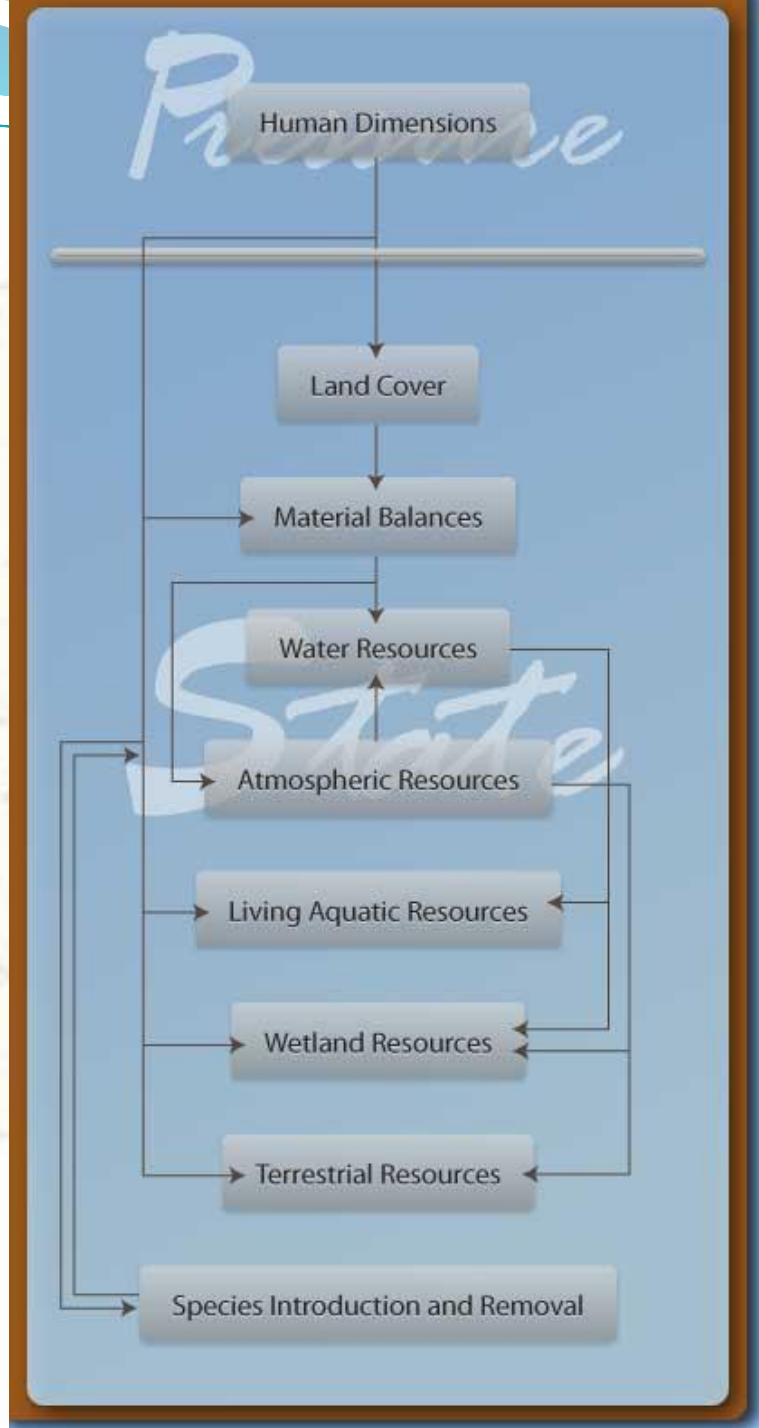 Pressure
Human Dimensions
Land Cover
Material Balances
Water Resources
State
Atmospheric Resources
Living Aquatic Resources
Wetland Resources
Terrestrial Resources
Species Introduction and Removal